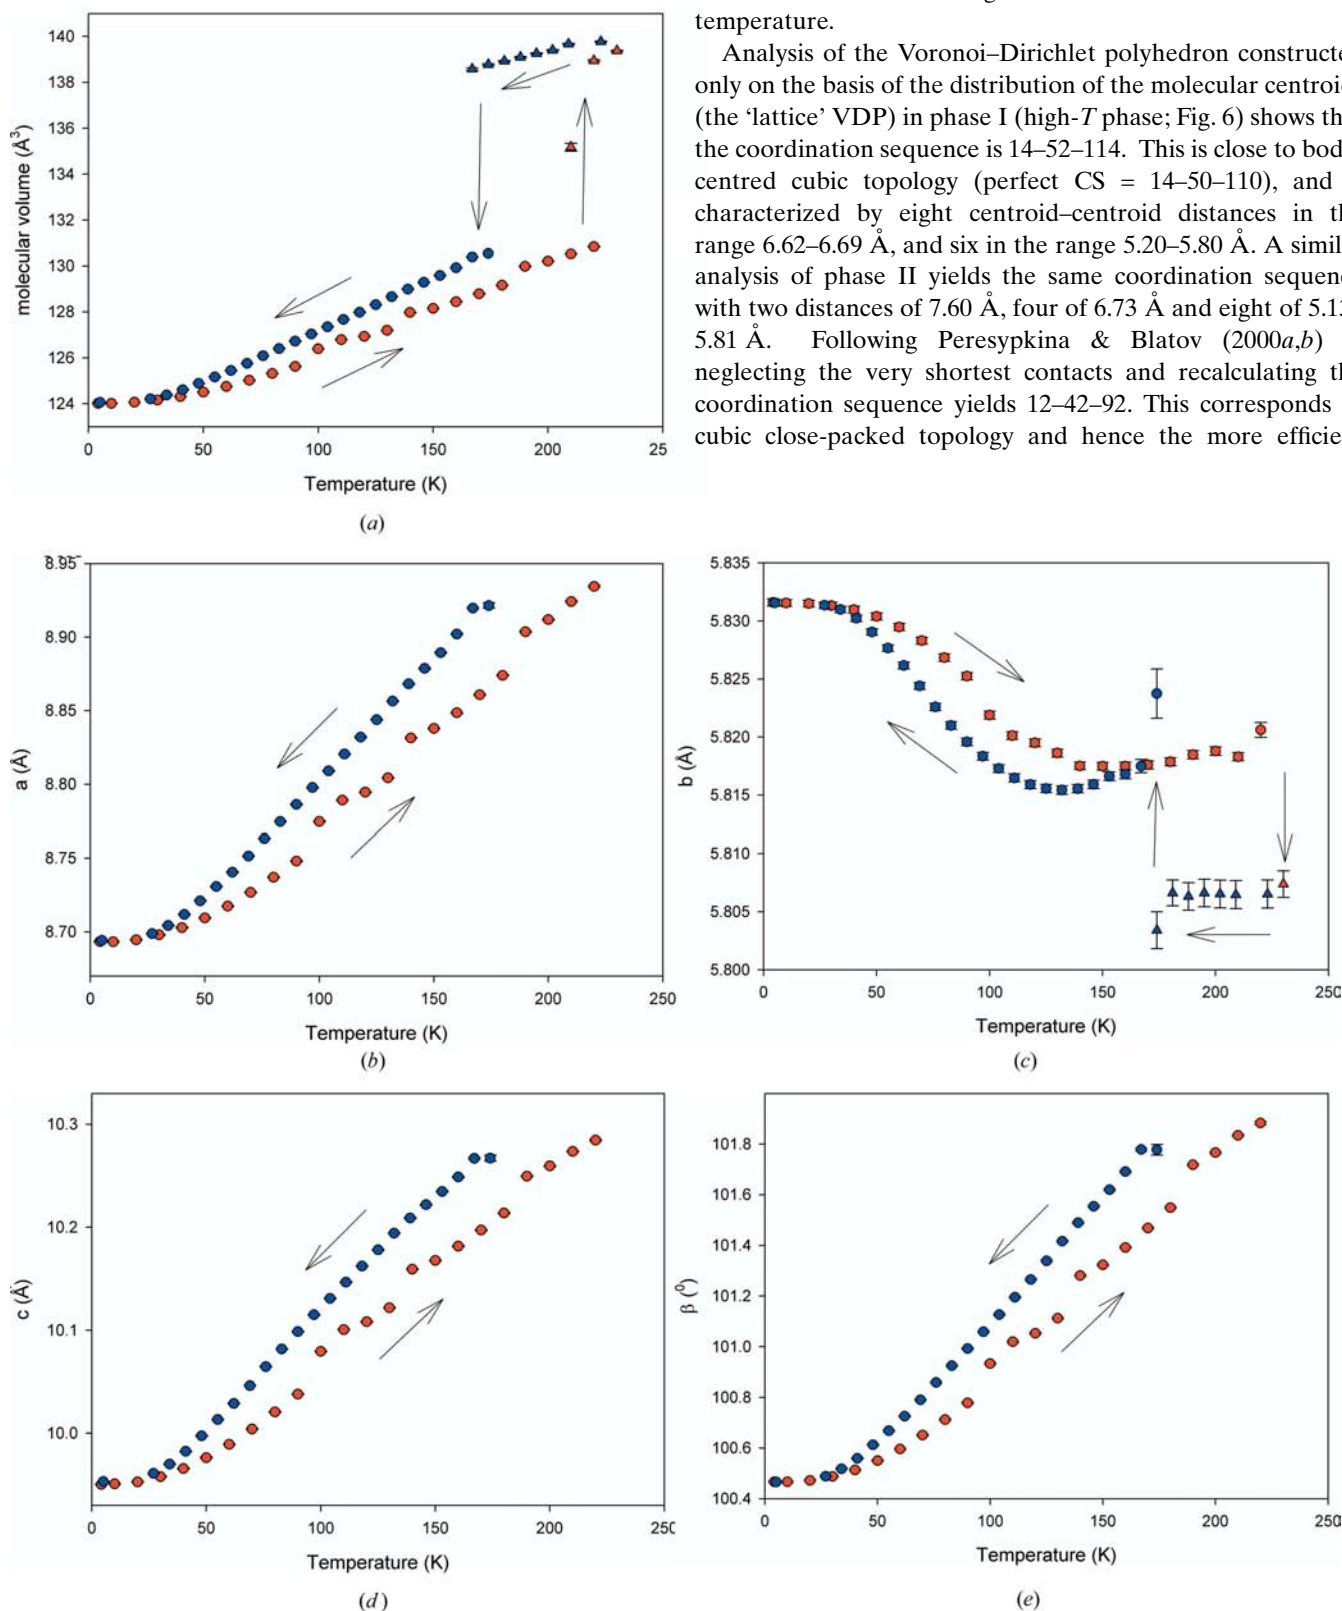 temperature.
Analysis of the Voronoi–Dirichlet polyhedron constructe
only on the basis of the distribution of the molecular centroid
(the ‘lattice’ VDP) in phase I (high-T phase; Fig. 6) shows th
the coordination sequence is 14–52–114. This is close to bod
centred cubic topology (perfect CS = 14–50–110), and
characterized by eight centroid–centroid distances in th
range 6.62–6.69 Å, and six in the range 5.20–5.80 Å. A simil
analysis of phase II yields the same coordination sequenc
with two distances of 7.60 Å, four of 6.73 Å and eight of 5.13
5.81 Å. Following Peresypkina & Blatov (2000a,b)
neglecting the very shortest contacts and recalculating th
coordination sequence yields 12–42–92. This corresponds
cubic close-packed topology and hence the more efficie
140
138
136
134
132
130
128
126
124
molecular volume (Å³)
0 50 100 150 200 25
Temperature (K)
(a)
8.95
8.90
8.85
8.80
8.75
8.70
a (Å)
0 50 100 150 200 250
Temperature (K)
(b)
5.835
5.830
5.825
5.820
5.815
5.810
5.805
5.800
b (Å)
0 50 100 150 200 250
Temperature (K)
(c)
10.3
10.2
10.1
10.0
c (Å)
0 50 100 150 200 250
Temperature (K)
(d)
101.8
101.6
101.4
101.2
101.0
100.8
100.6
100.4
β (⁰)
0 50 100 150 200 250
Temperature (K)
(e)